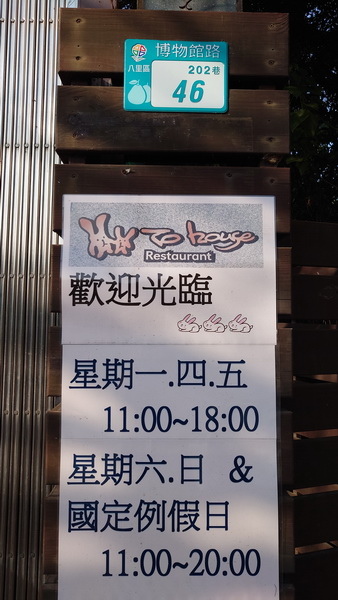 博物館路
八里區
202巷
46
To house
Restaurant
歡迎光臨
星期一.四.五
11:00~18:00
星期六.日 &
國定例假日
11:00~20:00